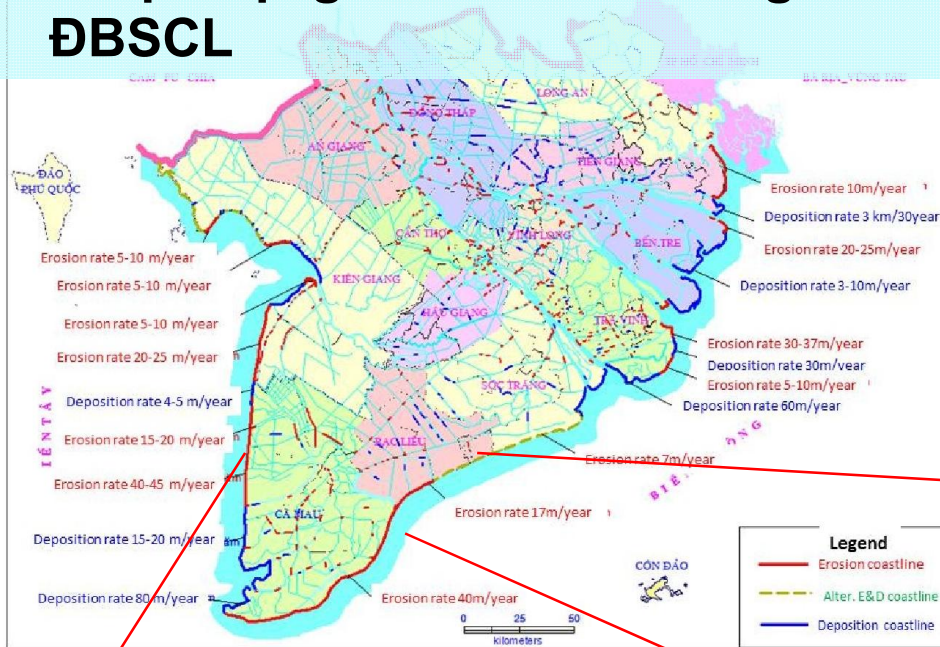 ĐBSCL
CĂM PU CHIA
BÀ RỊA_VŨNG TÀU
LONG AN
ĐỒNG THÁP
AN GIANG
TIỀN GIANG
ĐẢO
PHÚ QUỐC
CẦN THƠ
VĨNH LONG
BẾN TRE
KIÊN GIANG
HẬU GIANG
TRÀ VINH
SÓC TRĂNG
BẠC LIÊU
CÀ MAU
CÔN ĐẢO
Erosion rate 10m/year
Deposition rate 3 km/30year
Erosion rate 20-25m/year
Deposition rate 3-10m/year
Erosion rate 30-37m/year
Deposition rate 30m/year
Erosion rate 5-10m/year
Deposition rate 60m/year
Erosion rate 7m/year
Erosion rate 17m/year
Erosion rate 40m/year
Erosion rate 5-10 m/year
Erosion rate 5-10 m/year
Erosion rate 5-10 m/year
Erosion rate 20-25 m/year
Deposition rate 4-5 m/year
Erosion rate 15-20 m/year
Erosion rate 40-45 m/year
Deposition rate 15-20 m/year
Deposition rate 80 m/year
0 25 50
kilometers
Legend
Erosion coastline
Alter. E&D coastline
Deposition coastline